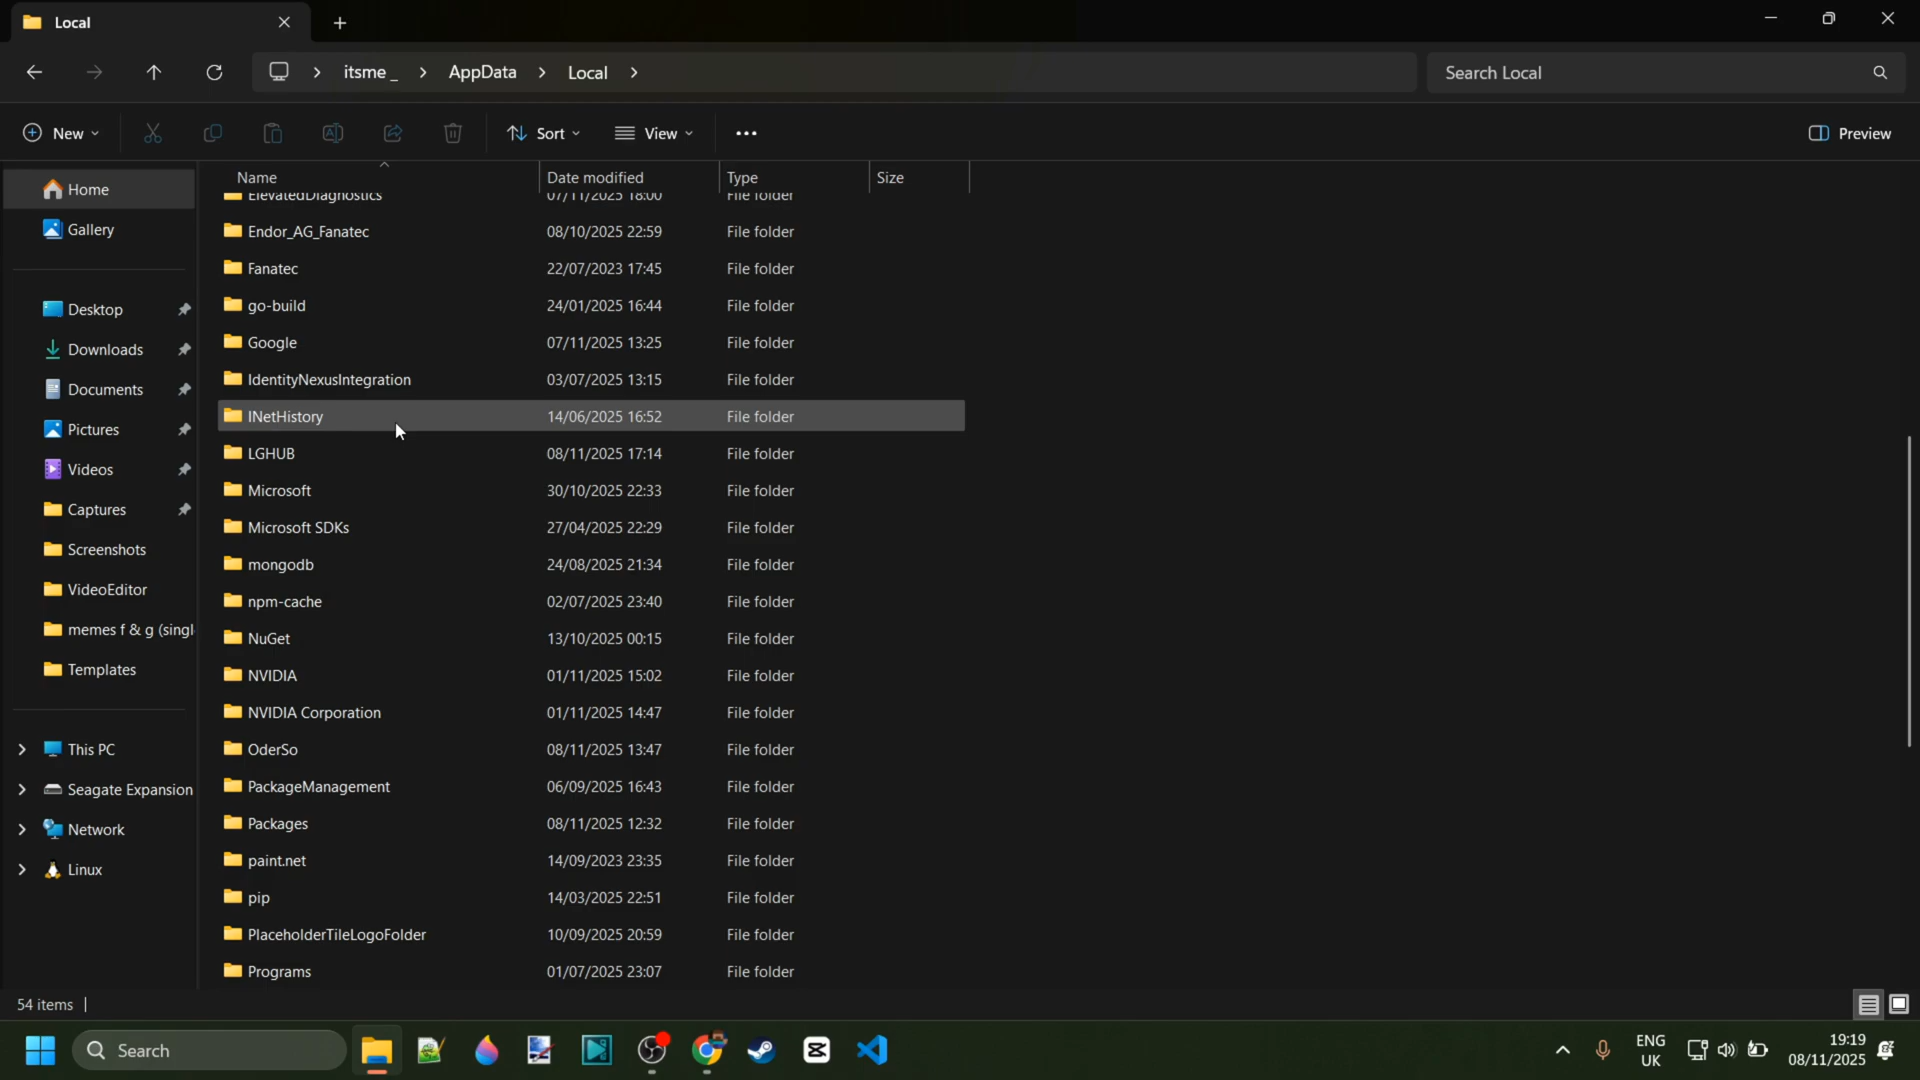 Local
itsme _ AppData Local
Search Local
New
Sort
View
Preview
Name Date modified Type Size
ElevatedDiagnostics 07/11/2025 18:00 File folder
Endor_AG_Fanatec 08/10/2025 22:59 File folder
Fanatec 22/07/2023 17:45 File folder
go-build 24/01/2025 16:44 File folder
Google 07/11/2025 13:25 File folder
IdentityNexusIntegration 03/07/2025 13:15 File folder
INetHistory 14/06/2025 16:52 File folder
LGHUB 08/11/2025 17:14 File folder
Microsoft 30/10/2025 22:33 File folder
Microsoft SDKs 27/04/2025 22:29 File folder
mongodb 24/08/2025 21:34 File folder
npm-cache 02/07/2025 23:40 File folder
NuGet 13/10/2025 00:15 File folder
NVIDIA 01/11/2025 15:02 File folder
NVIDIA Corporation 01/11/2025 14:47 File folder
OderSo 08/11/2025 13:47 File folder
PackageManagement 06/09/2025 16:43 File folder
Packages 08/11/2025 12:32 File folder
paint.net 14/09/2023 23:35 File folder
pip 14/03/2025 22:51 File folder
PlaceholderTileLogoFolder 10/09/2025 20:59 File folder
Programs 01/07/2025 23:07 File folder
Home
Gallery
Desktop
Downloads
Documents
Pictures
Videos
Captures
Screenshots
VideoEditor
memes f & g (singl
Templates
This PC
Seagate Expansion
Network
Linux
54 items
Search
ENG
UK
19:19
08/11/2025